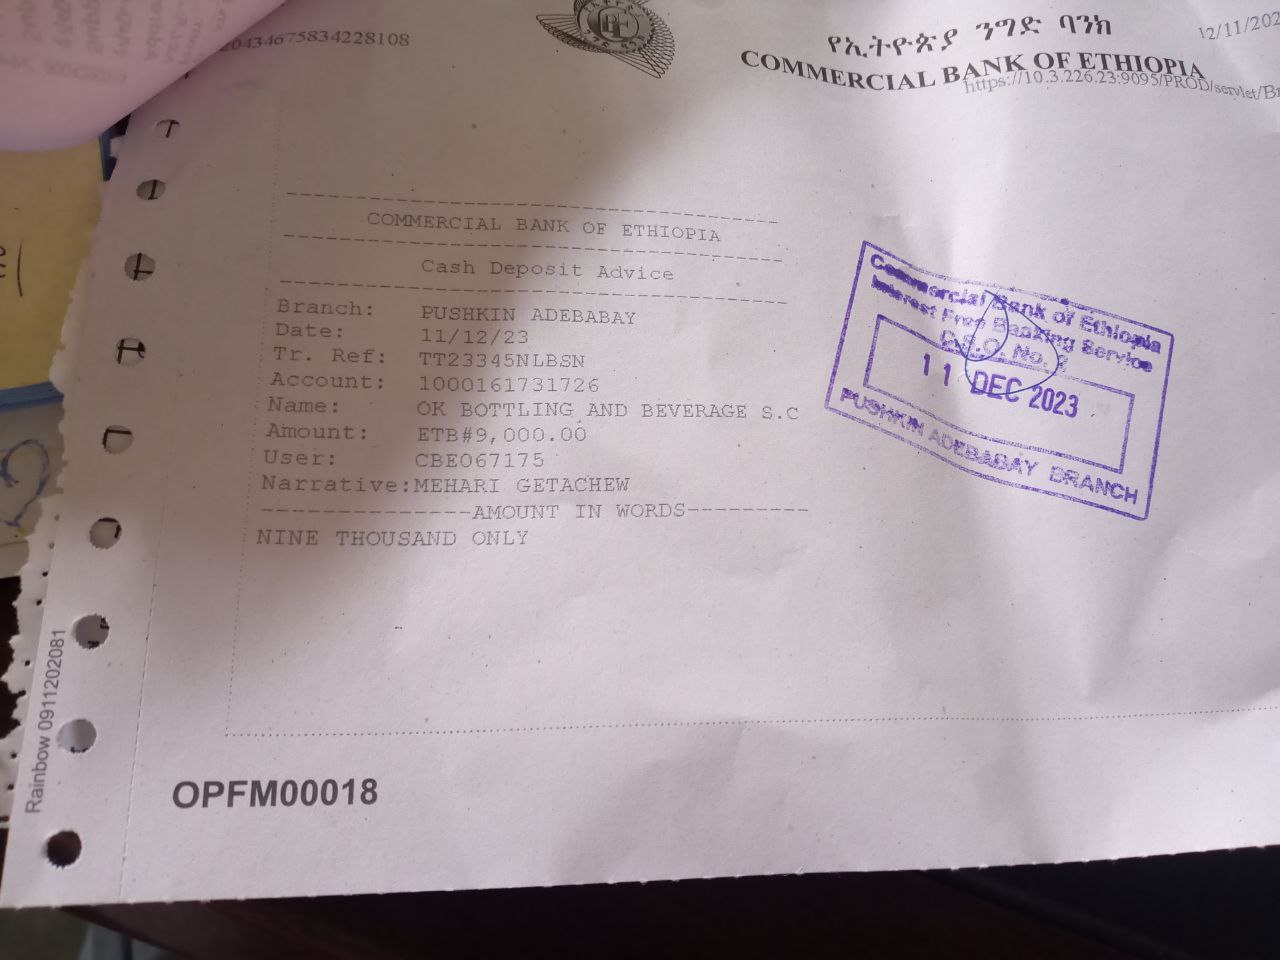 20434675834228108
የኢትዮጵያ ንግድ ባንክ
12/11/202
COMMERCIAL BANK OF ETHIOPIA
https://10.3.226.23:9095/PROD/servlet/Br
--------------------------------------
COMMERCIAL BANK OF ETHIOPIA
--------------------------------------
Cash Deposit Advice
--------------------------------------
Branch: PUSHKIN ADEBABAY
Date: 11/12/23
Tr. Ref: TT23345NLBSN
Account: 1000161731726
Name: OK BOTTLING AND BEVERAGE S.C
Amount: ETB#9,000.00
User: CBE067175
Narrative:MEHARI GETACHEW
--------------AMOUNT IN WORDS---------
NINE THOUSAND ONLY
Commercial Bank of Ethiopia
Interest Free Banking Service
C.S.O. No. 2
11 DEC 2023
PUSHKIN ADEBABAY BRANCH
Rainbow 0911202081
OPFM00018